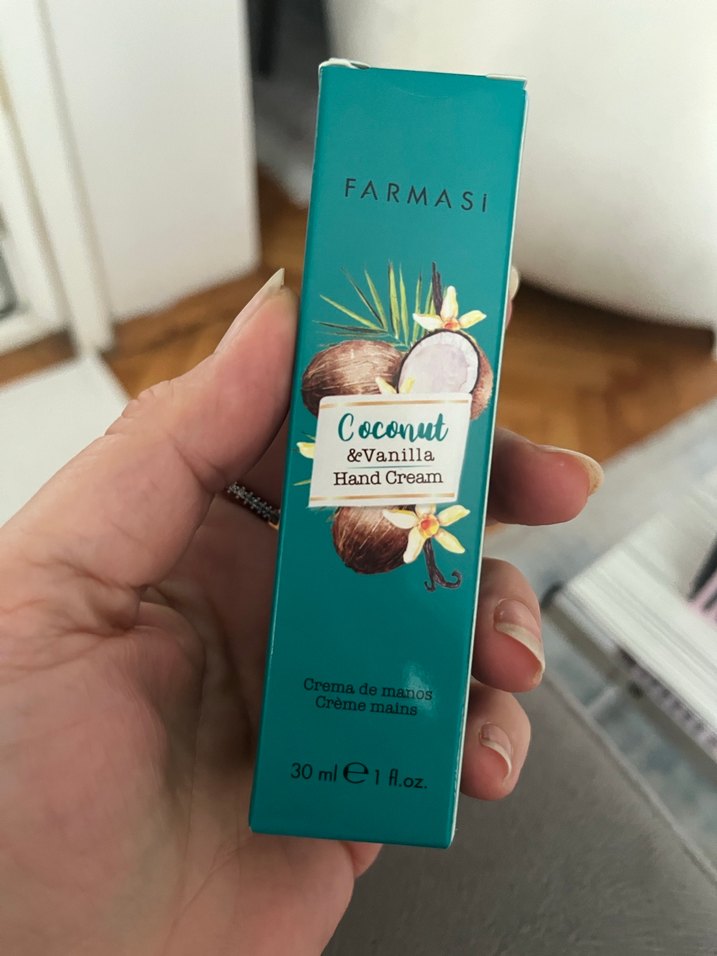 FARMASi
Coconut
&Vanilla
Hand Cream
Crema de manos
Crème mains
30 ml ℮ 1 fl.oz.